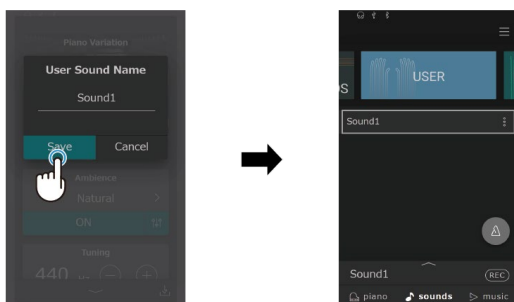 Piano Variation
User Sound Name
Sound1
Save Cancel
Ambience
Natural
ON
Tuning
440
USER
Sound1
Sound1
REC
piano sounds music